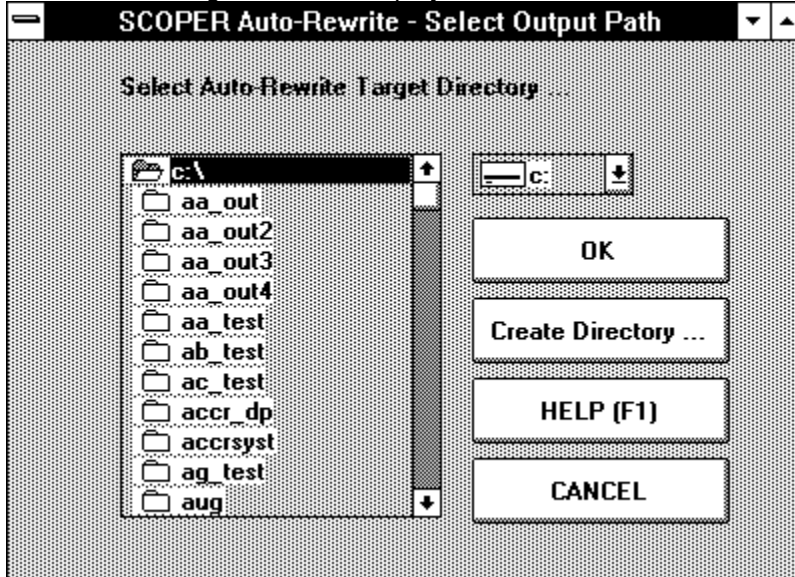 SCOPER Auto-Rewrite - Select Output Path
Select Auto-Rewrite Target Directory ...
c:\
aa_out
aa_out2
aa_out3
aa_out4
aa_test
ab_test
ac_test
accr_dp
accrsyst
ag_test
aug
c:
OK
Create Directory ...
HELP (F1)
CANCEL